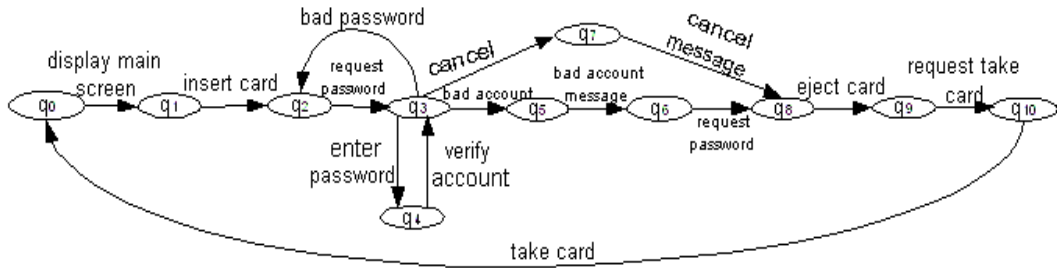 bad password
cancel
q7
cancel
message
display main
screen
insert card
request
password
bad account
bad account
message
eject card
request take
card
q0
q1
q2
q3
q5
q6
q8
q9
q10
request
password
enter
password
verify
account
q4
take card